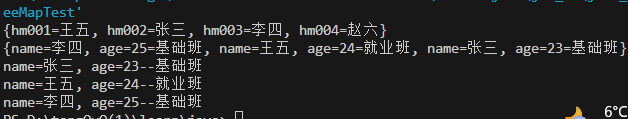 eeMapTest'
{hm001=王五, hm002=张三, hm003=李四, hm004=赵六}
{name=李四, age=25=基础班, name=王五, age=24=就业班, name=张三, age=23=基础班}
name=张三, age=23--基础班
name=王五, age=24--就业班
name=李四, age=25--基础班
6°C